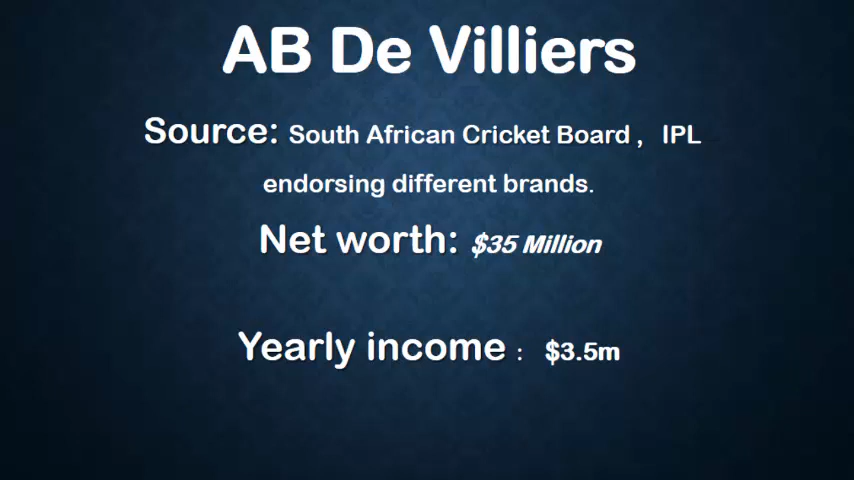 AB De Villiers
Source: South African Cricket Board , IPL
endorsing different brands.
Net worth: $35 Million
Yearly income : $3.5m